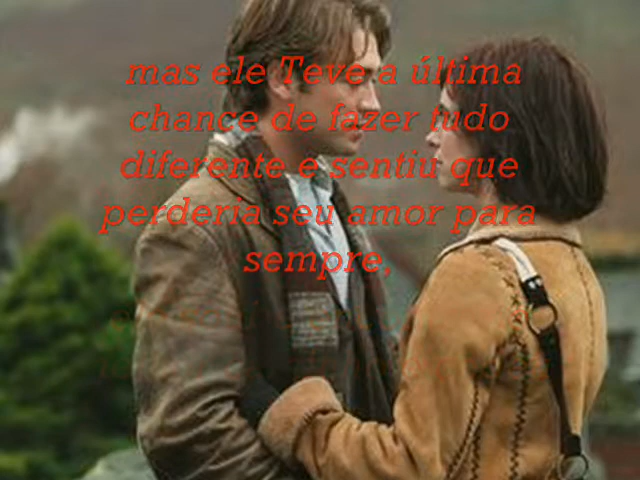 mas ele Teve a última
chance de fazer tudo
diferente e sentiu que
perderia seu amor para
sempre,